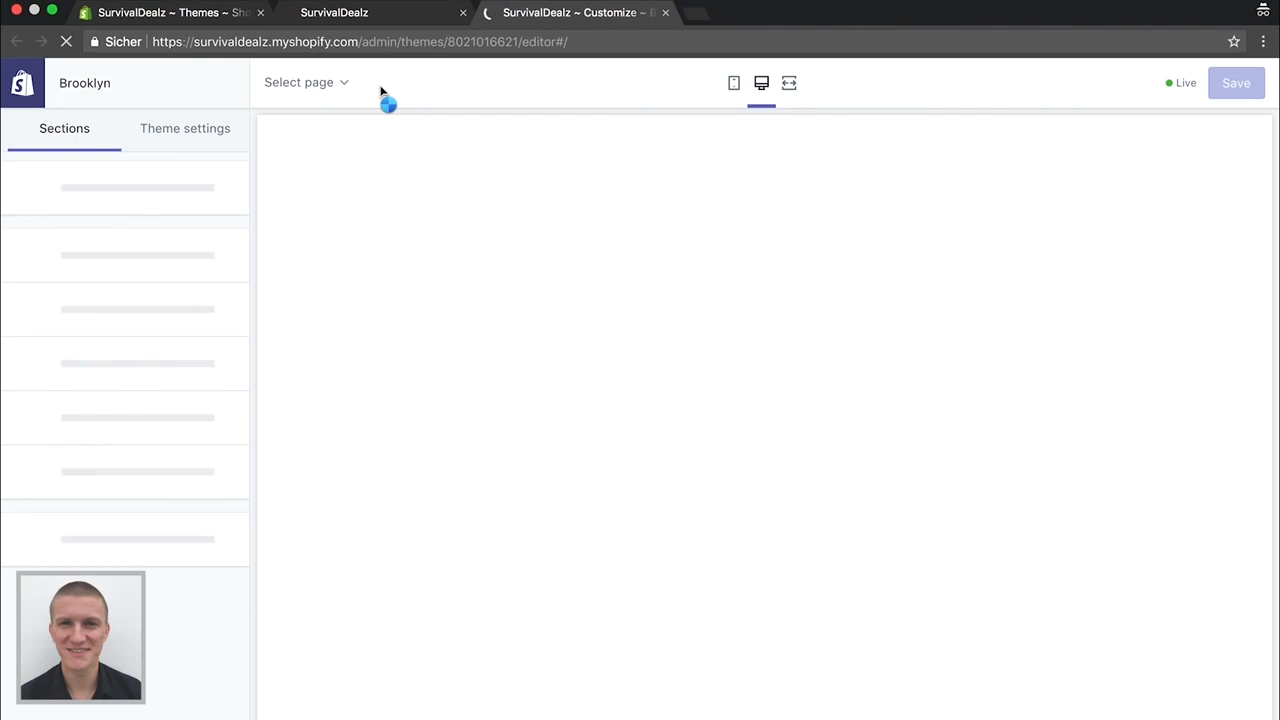 SurvivalDealz ~ Themes ~ Sho
SurvivalDealz
SurvivalDealz ~ Customize ~ B
Sicher
https://survivaldealz.myshopify.com/admin/themes/8021016621/editor#/
Brooklyn
Select page
Live
Save
Sections
Theme settings